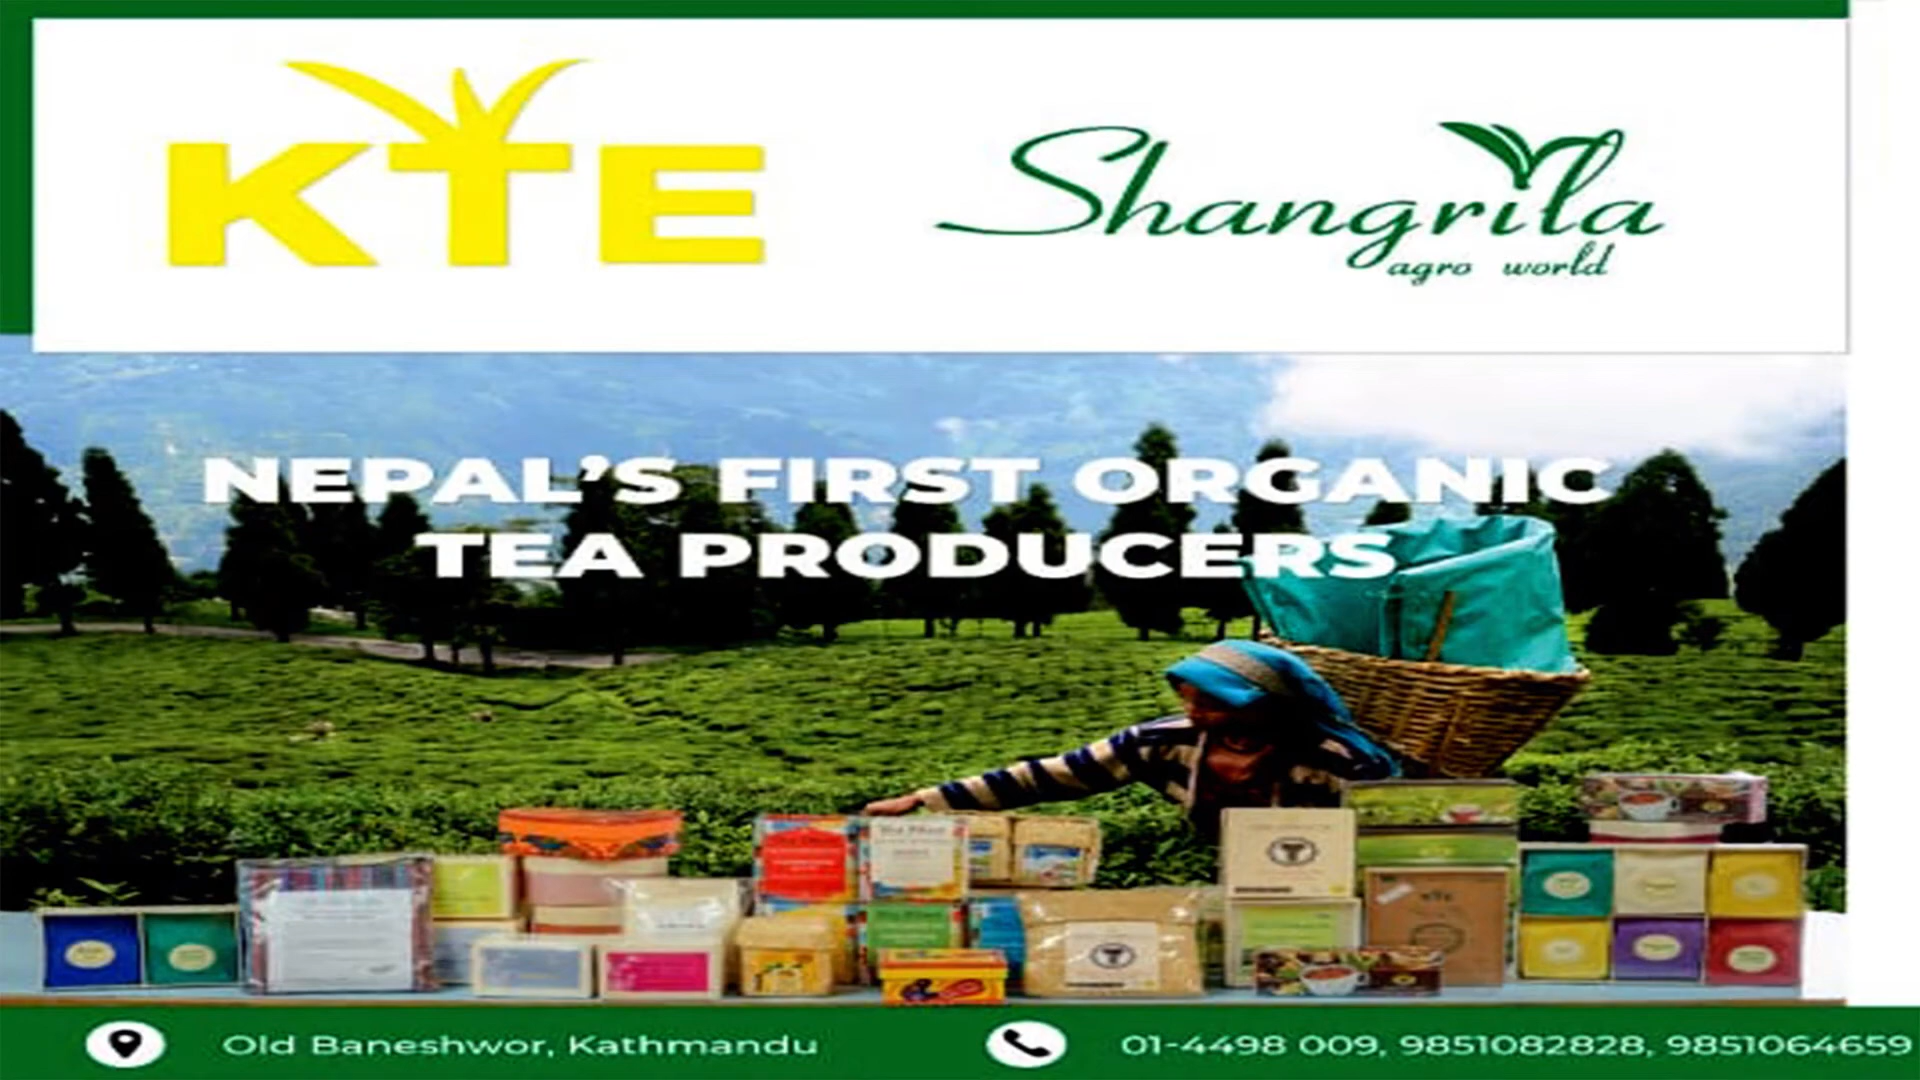 KTE
Shangrila
agro world
NEPAL'S FIRST ORGANIC
TEA PRODUCERS
Old Baneshwor, Kathmandu
01-4498 009, 9851082828, 9851064659